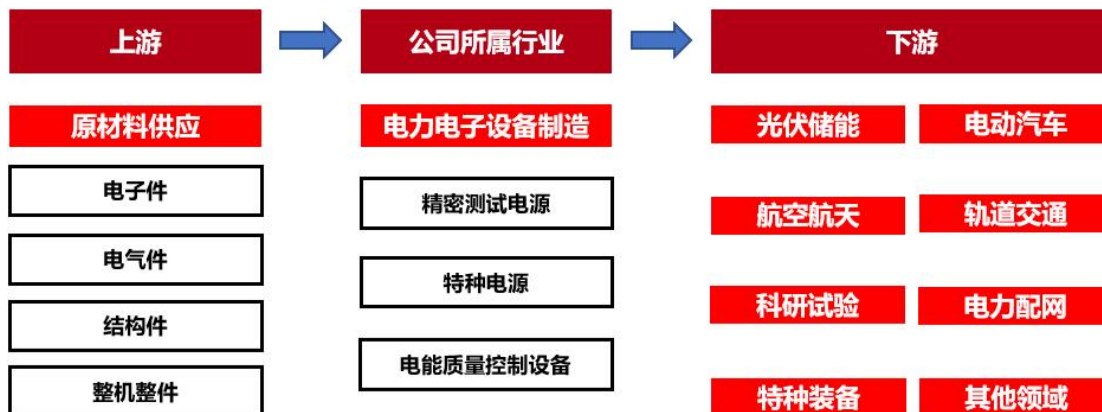 上游
公司所属行业
下游
原材料供应
电子件
电气件
结构件
整机整件
电力电子设备制造
精密测试电源
特种电源
电能质量控制设备
光伏储能
电动汽车
航空航天
轨道交通
科研试验
电力配网
特种装备
其他领域